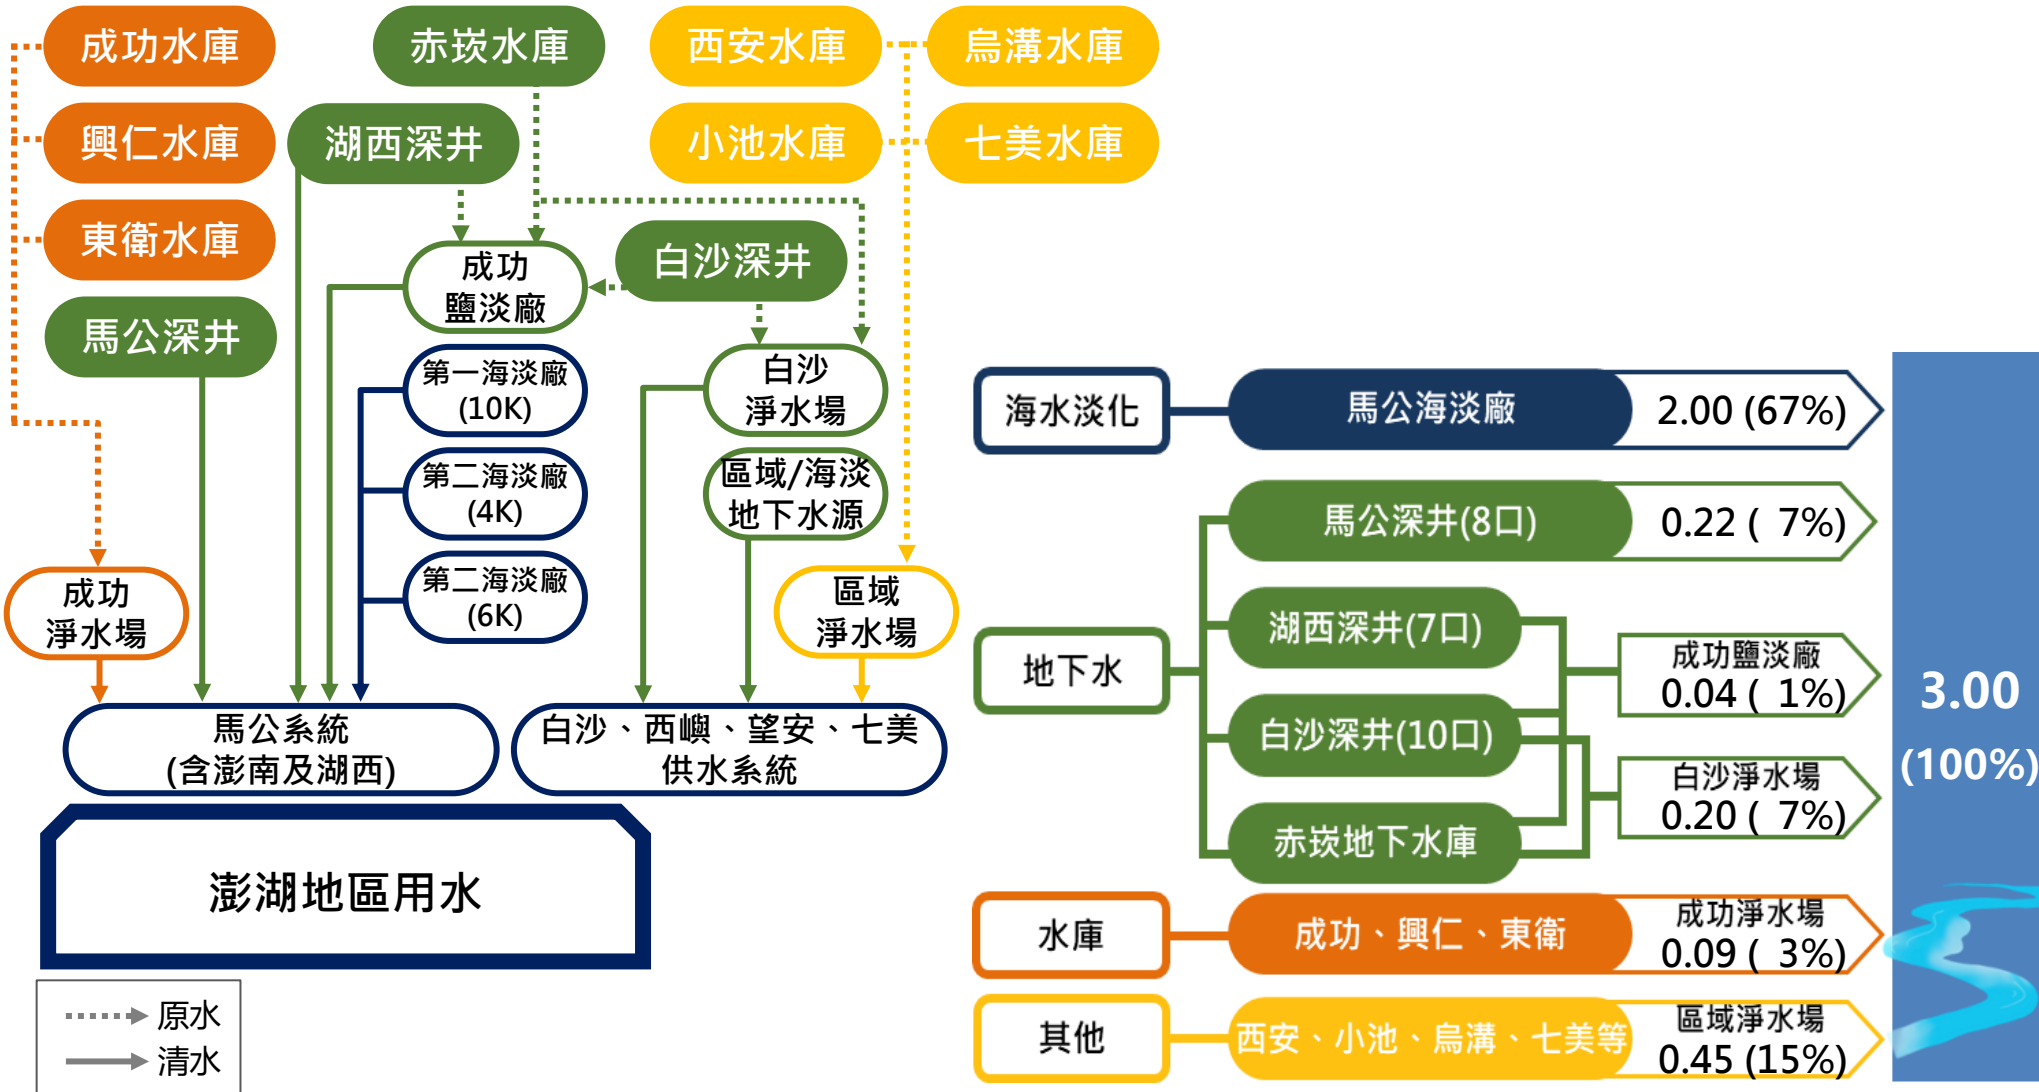 成功水庫
赤崁水庫
西安水庫
烏溝水庫
興仁水庫
湖西深井
小池水庫
七美水庫
東衛水庫
白沙深井
成功
鹽淡廠
馬公深井
第一海淡廠
(10K)
白沙
淨水場
第二海淡廠
(4K)
區域/海淡
地下水源
第二海淡廠
(6K)
成功
淨水場
區域
淨水場
馬公系統
(含澎南及湖西)
白沙、西嶼、望安、七美
供水系統
澎湖地區用水
原水
清水
海水淡化
馬公海淡廠
2.00 (67%)
馬公深井(8口)
0.22 ( 7%)
地下水
湖西深井(7口)
白沙深井(10口)
赤崁地下水庫
成功鹽淡廠
0.04 ( 1%)
白沙淨水場
0.20 ( 7%)
水庫
成功、興仁、東衛
成功淨水場
0.09 ( 3%)
其他
西安、小池、烏溝、七美等
區域淨水場
0.45 (15%)
3.00
(100%)